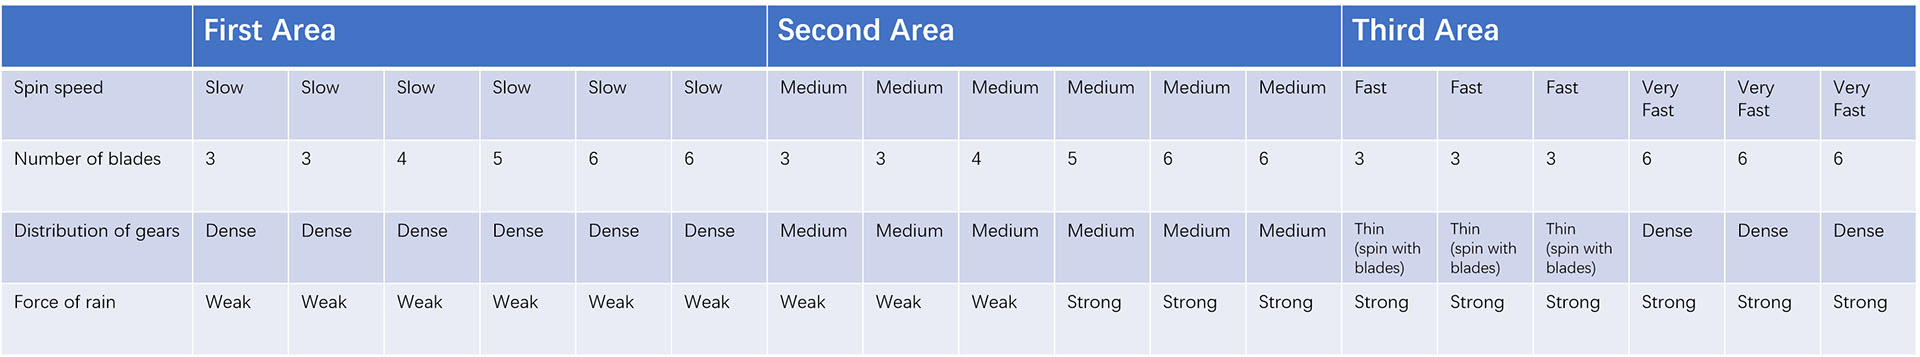 First Area Second Area Third Area
Spin speed Slow Slow Slow Slow Slow Slow Medium Medium Medium Medium Medium Medium Fast Fast Fast Very Fast Very Fast Very Fast
Number of blades 3 3 4 5 6 6 3 3 4 5 6 6 3 3 3 6 6 6
Distribution of gears Dense Dense Dense Dense Dense Dense Medium Medium Medium Medium Medium Medium Thin (spin with blades) Thin (spin with blades) Thin (spin with blades) Dense Dense Dense
Force of rain Weak Weak Weak Weak Weak Weak Weak Weak Weak Strong Strong Strong Strong Strong Strong Strong Strong Strong